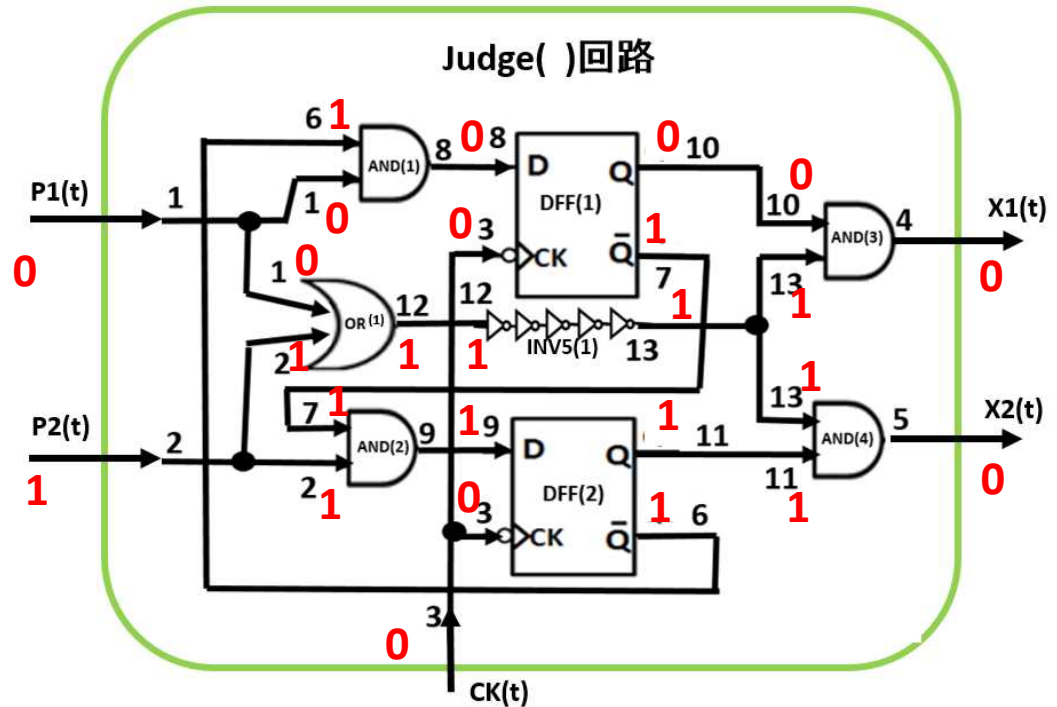 Judge( )回路
6 1
AND(1)
8 0 8
D
Q
0 10
DFF(1)
P1(t)
1
1 0
0 3
CK
Q̄
1
7
0
10
0
AND(3)
4
X1(t)
0
1 0
OR(1)
12
1
12
1
INV5(1)
13
1
13
1
2 1
7 1
AND(2)
9
1 9
D
Q
1
11
DFF(2)
P2(t)
2
1
2 1
0 3
CK
Q̄
1 6
13 1
AND(4)
11
1
5
X2(t)
0
3
0
CK(t)